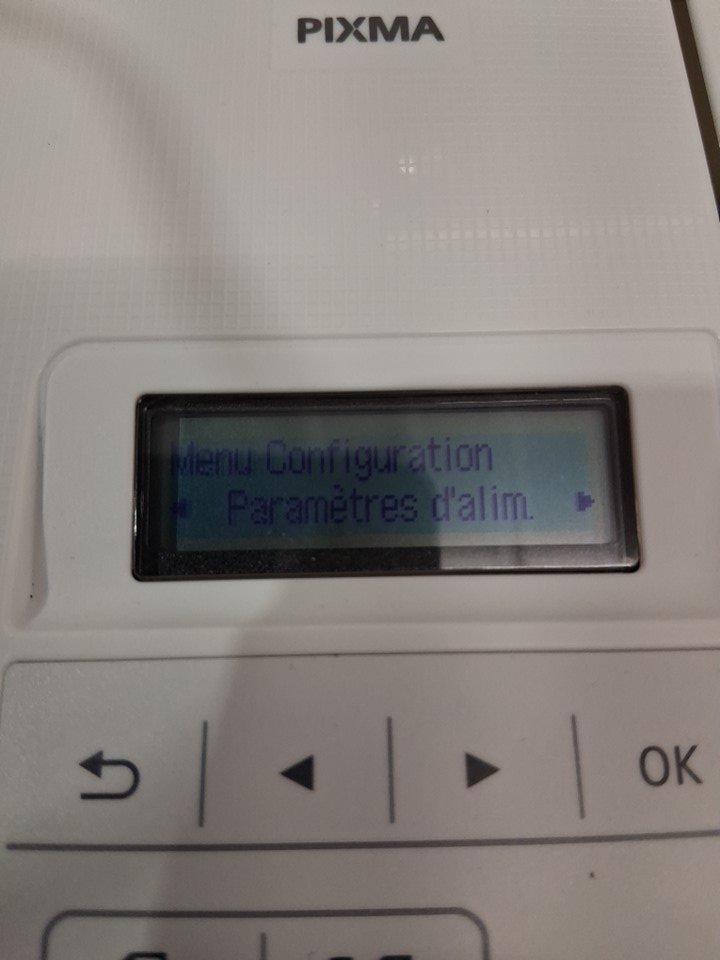 PIXMA
Menu Configuration
Paramètres d'alim.
OK